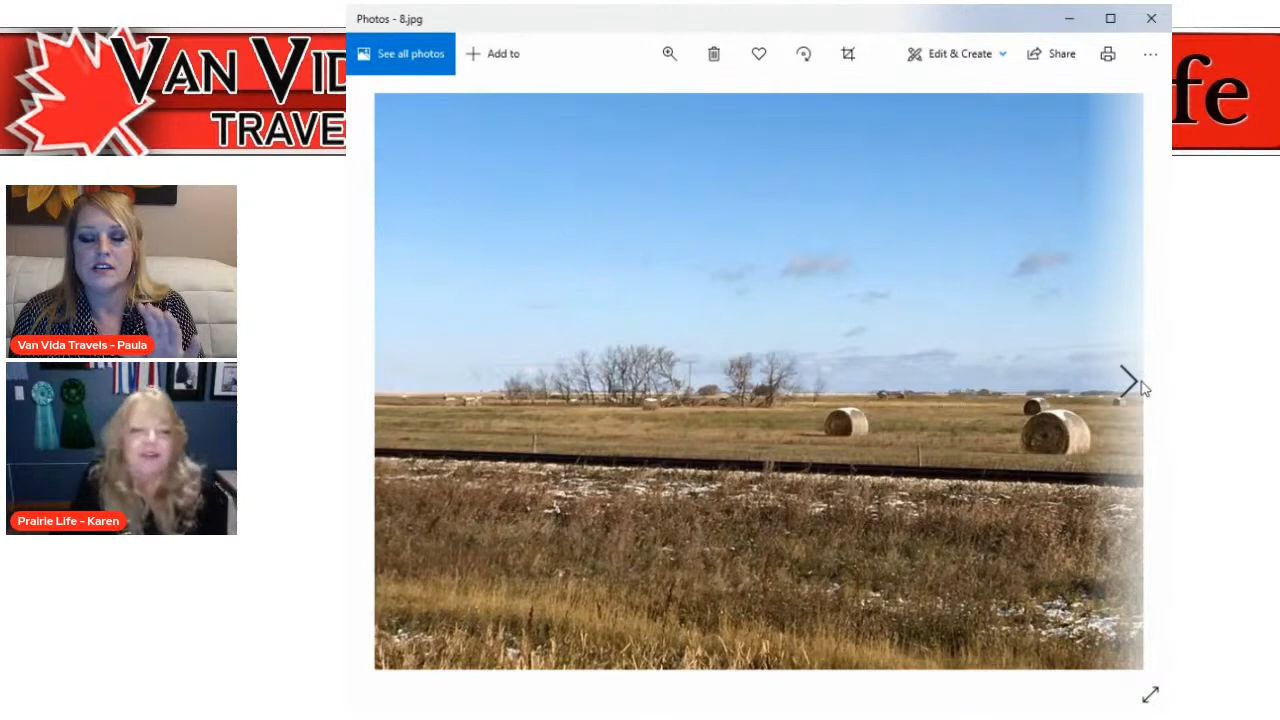 Photos - 8.jpg
See all photos
Add to
Edit & Create
Share
VAN VID
TRAVE
fe
Van Vida Travels - Paula
Prairie Life - Karen